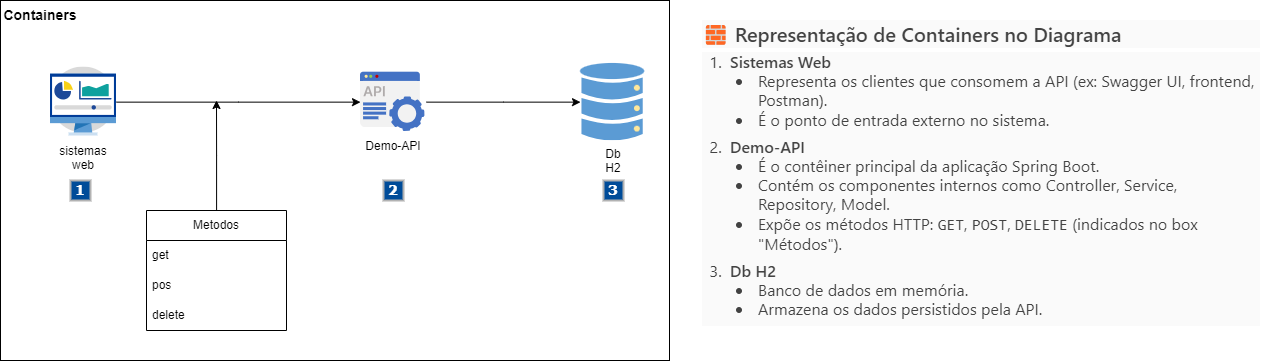 Containers
sistemas
web
1
API
Demo-API
2
Db
H2
3
Metodos
get
pos
delete
Representação de Containers no Diagrama
1. Sistemas Web
• Representa os clientes que consomem a API (ex: Swagger UI, frontend,
Postman).
• É o ponto de entrada externo no sistema.
2. Demo-API
• É o contêiner principal da aplicação Spring Boot.
• Contém os componentes internos como Controller, Service,
Repository, Model.
• Expõe os métodos HTTP: GET, POST, DELETE (indicados no box
"Métodos").
3. Db H2
• Banco de dados em memória.
• Armazena os dados persistidos pela API.